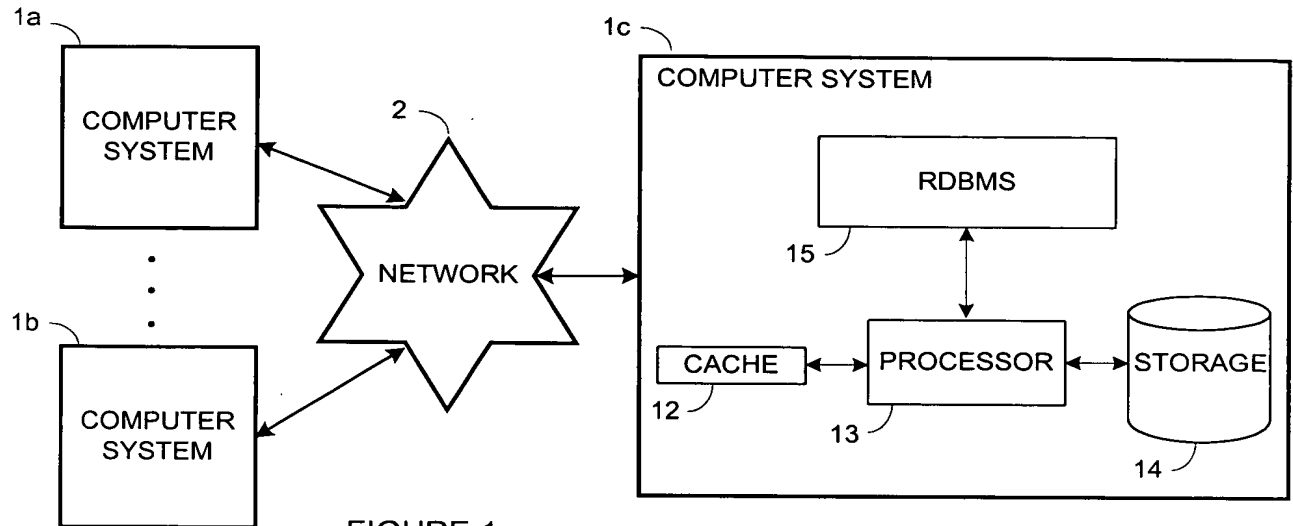 1a
COMPUTER
SYSTEM
2
NETWORK
1b
COMPUTER
SYSTEM
1c
COMPUTER SYSTEM
RDBMS
15
CACHE
12
PROCESSOR
13
STORAGE
14
FIGURE 1